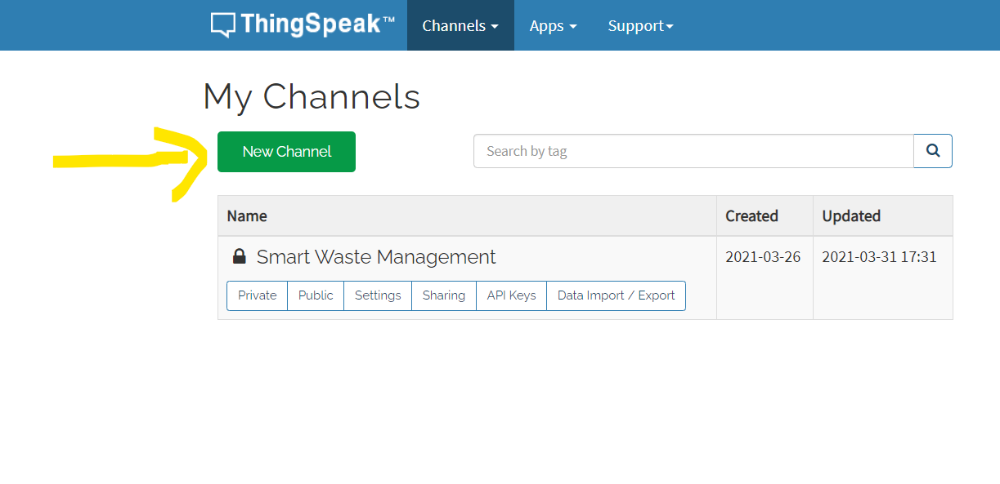 ThingSpeak™ Channels Apps Support
My Channels
New Channel Search by tag
Name Created Updated
Smart Waste Management 2021-03-26 2021-03-31 17:31
Private Public Settings Sharing API Keys Data Import / Export